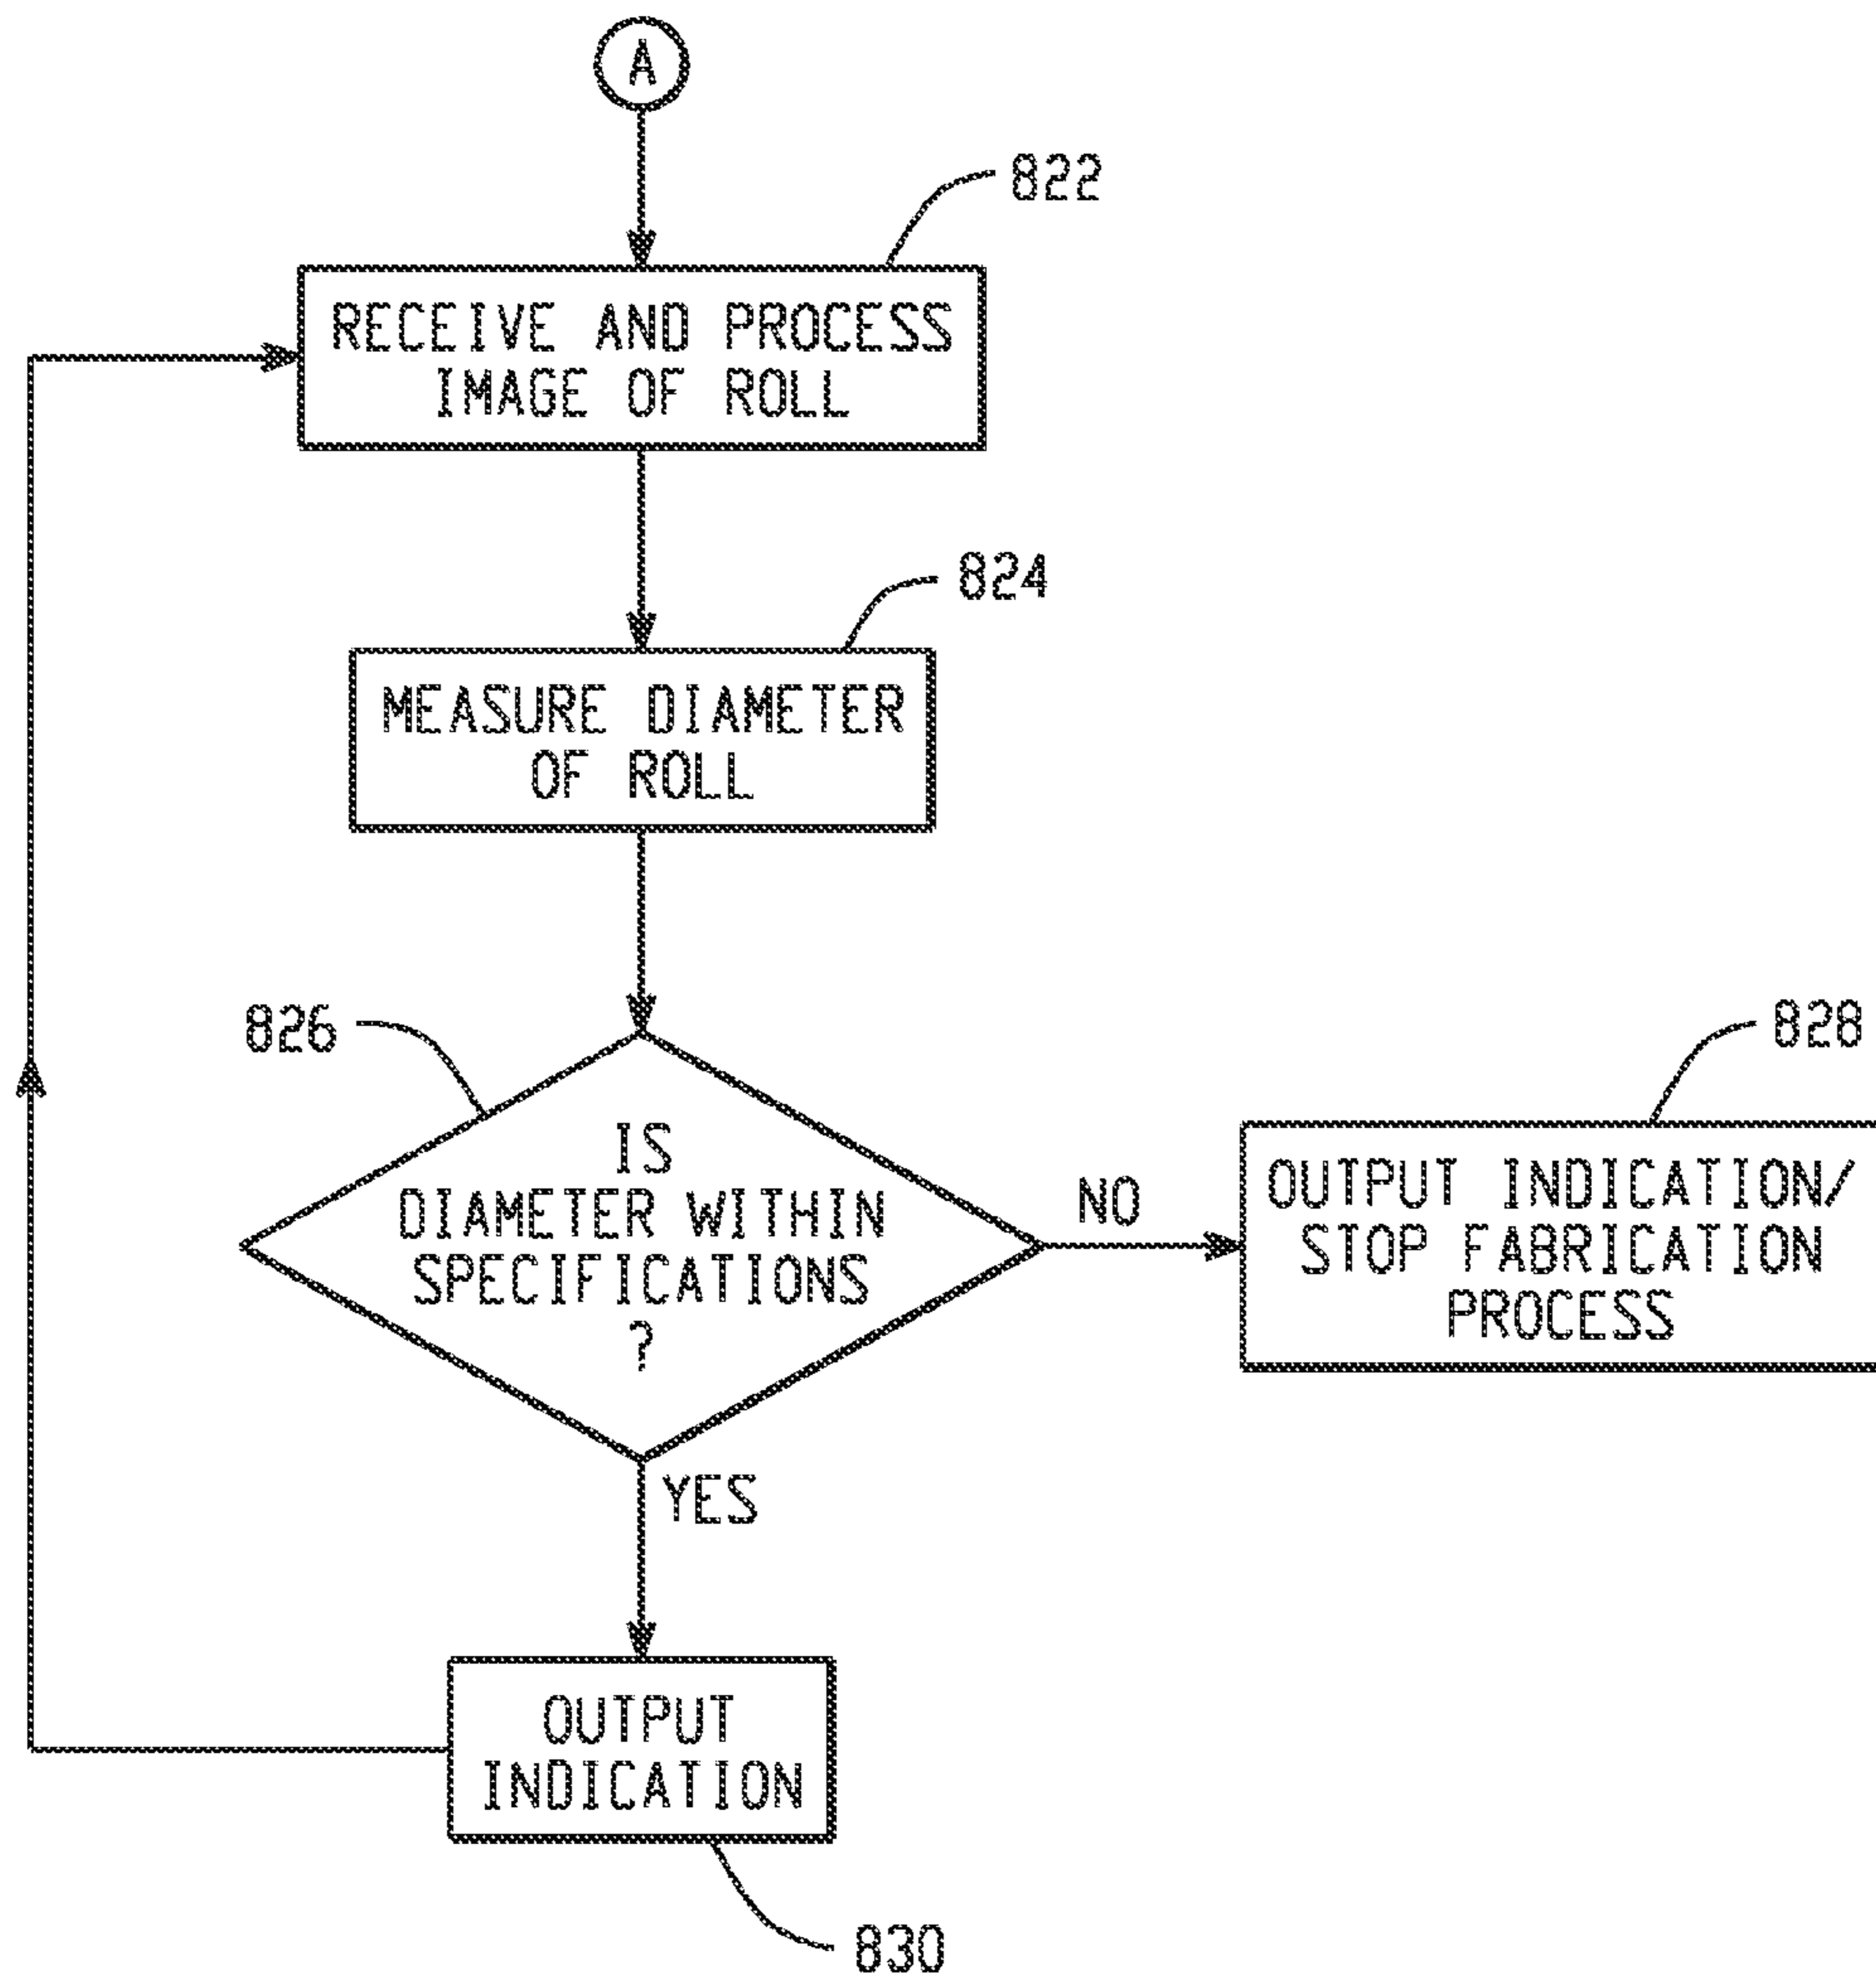 A
822
RECEIVE AND PROCESS
IMAGE OF ROLL
824
MEASURE DIAMETER
OF ROLL
826
IS
DIAMETER WITHIN
SPECIFICATIONS
?
NO
828
OUTPUT INDICATION/
STOP FABRICATION
PROCESS
YES
OUTPUT
INDICATION
830